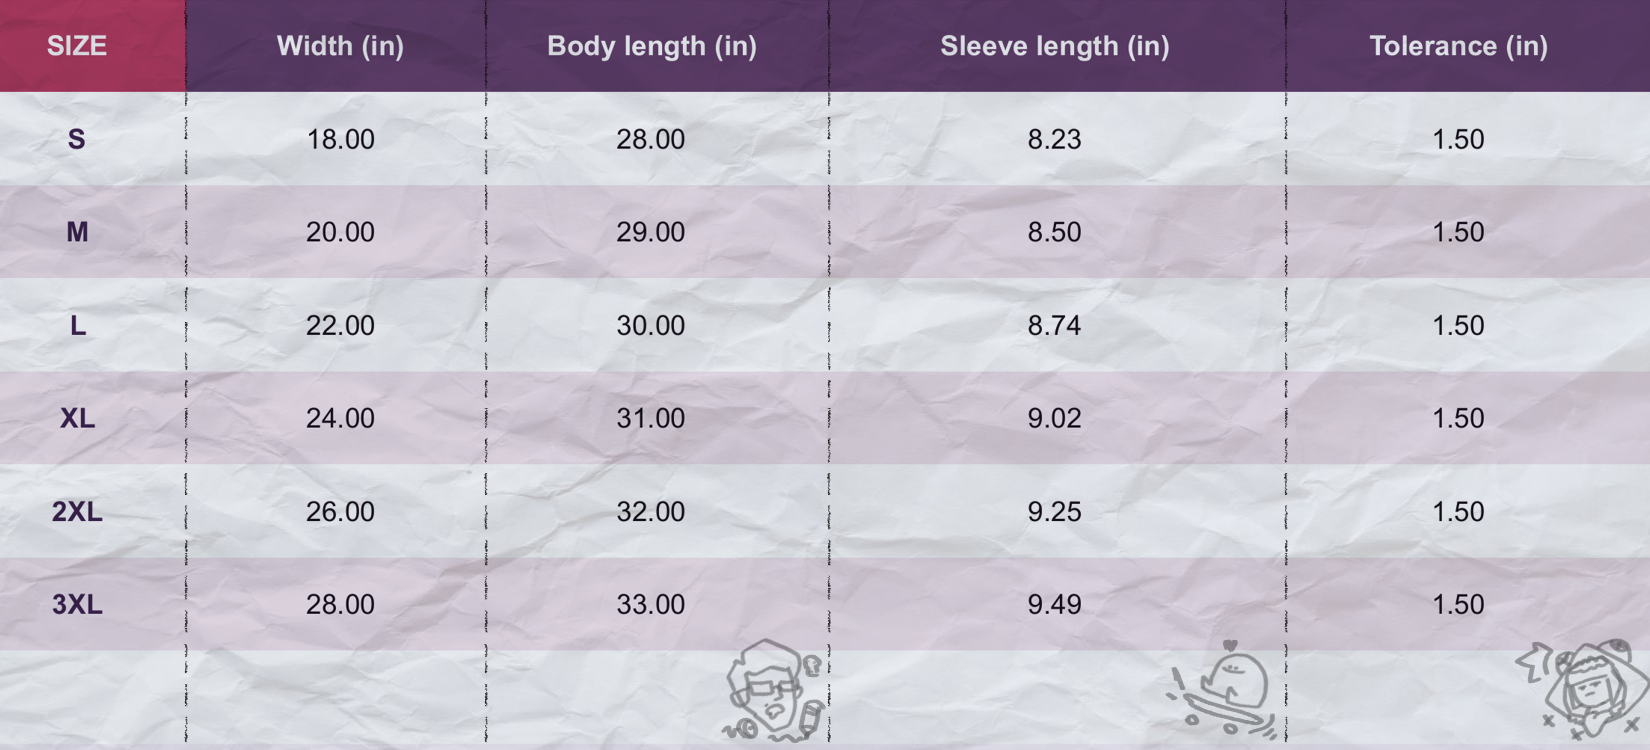 SIZE Width (in) Body length (in) Sleeve length (in) Tolerance (in)
S 18.00 28.00 8.23 1.50
M 20.00 29.00 8.50 1.50
L 22.00 30.00 8.74 1.50
XL 24.00 31.00 9.02 1.50
2XL 26.00 32.00 9.25 1.50
3XL 28.00 33.00 9.49 1.50